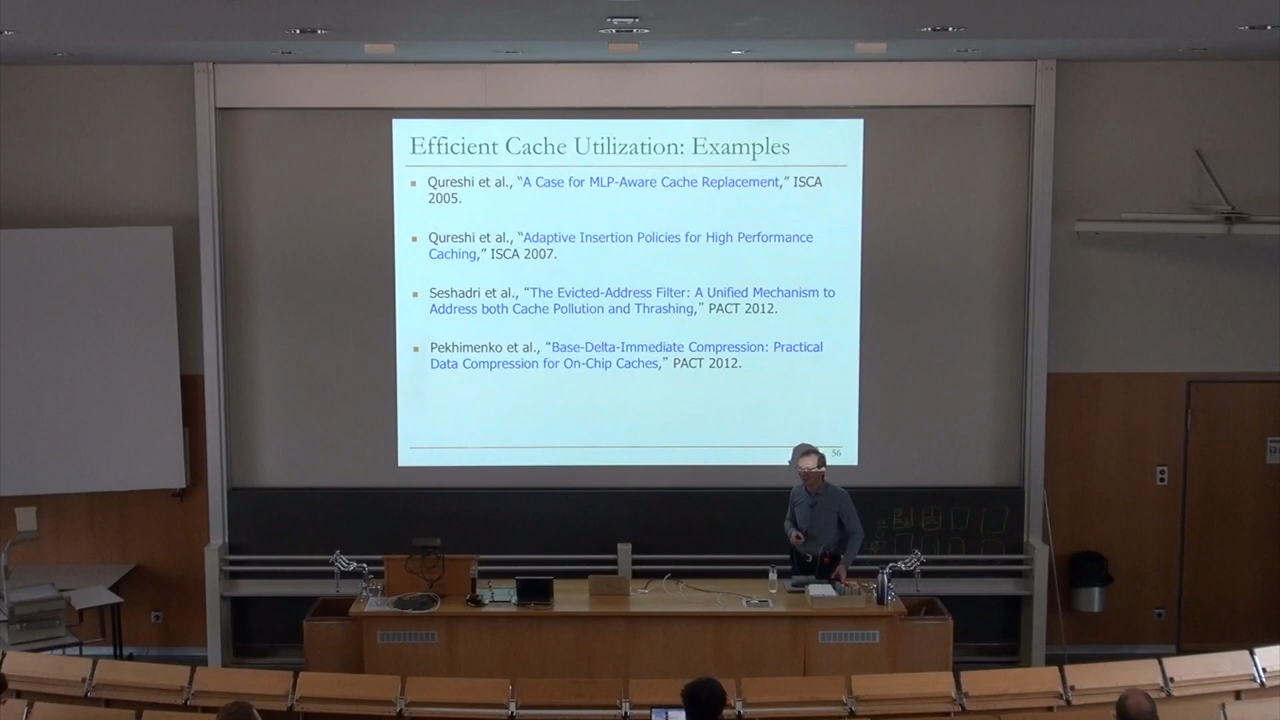 Efficient Cache Utilization: Examples
Qureshi et al., “A Case for MLP-Aware Cache Replacement,” ISCA
2005.
Qureshi et al., “Adaptive Insertion Policies for High Performance
Caching,” ISCA 2007.
Seshadri et al., “The Evicted-Address Filter: A Unified Mechanism to
Address both Cache Pollution and Thrashing,” PACT 2012.
Pekhimenko et al., “Base-Delta-Immediate Compression: Practical
Data Compression for On-Chip Caches,” PACT 2012.
56